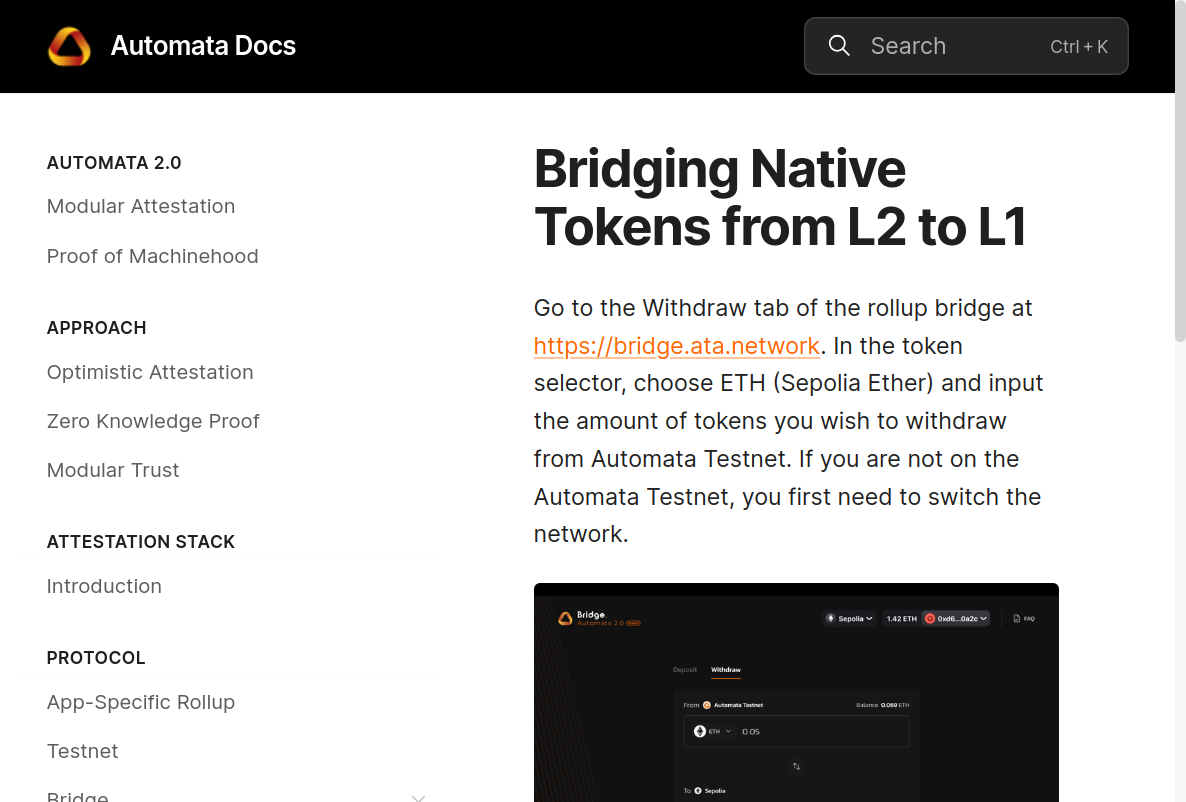 Automata Docs
Search
Ctrl + K
AUTOMATA 2.0
Modular Attestation
Proof of Machinehood
APPROACH
Optimistic Attestation
Zero Knowledge Proof
Modular Trust
ATTESTATION STACK
Introduction
PROTOCOL
App-Specific Rollup
Testnet
Bridge
Bridging Native
Tokens from L2 to L1
Go to the Withdraw tab of the rollup bridge at
https://bridge.ata.network. In the token
selector, choose ETH (Sepolia Ether) and input
the amount of tokens you wish to withdraw
from Automata Testnet. If you are not on the
Automata Testnet, you first need to switch the
network.
Bridge.
Automata 2.0
Sepolia
1.42 ETH
0xd6...0a2c
FAQ
Deposit
Withdraw
From
Automata Testnet
Balance 0.069 ETH
ETH
0.05
To
Sepolia